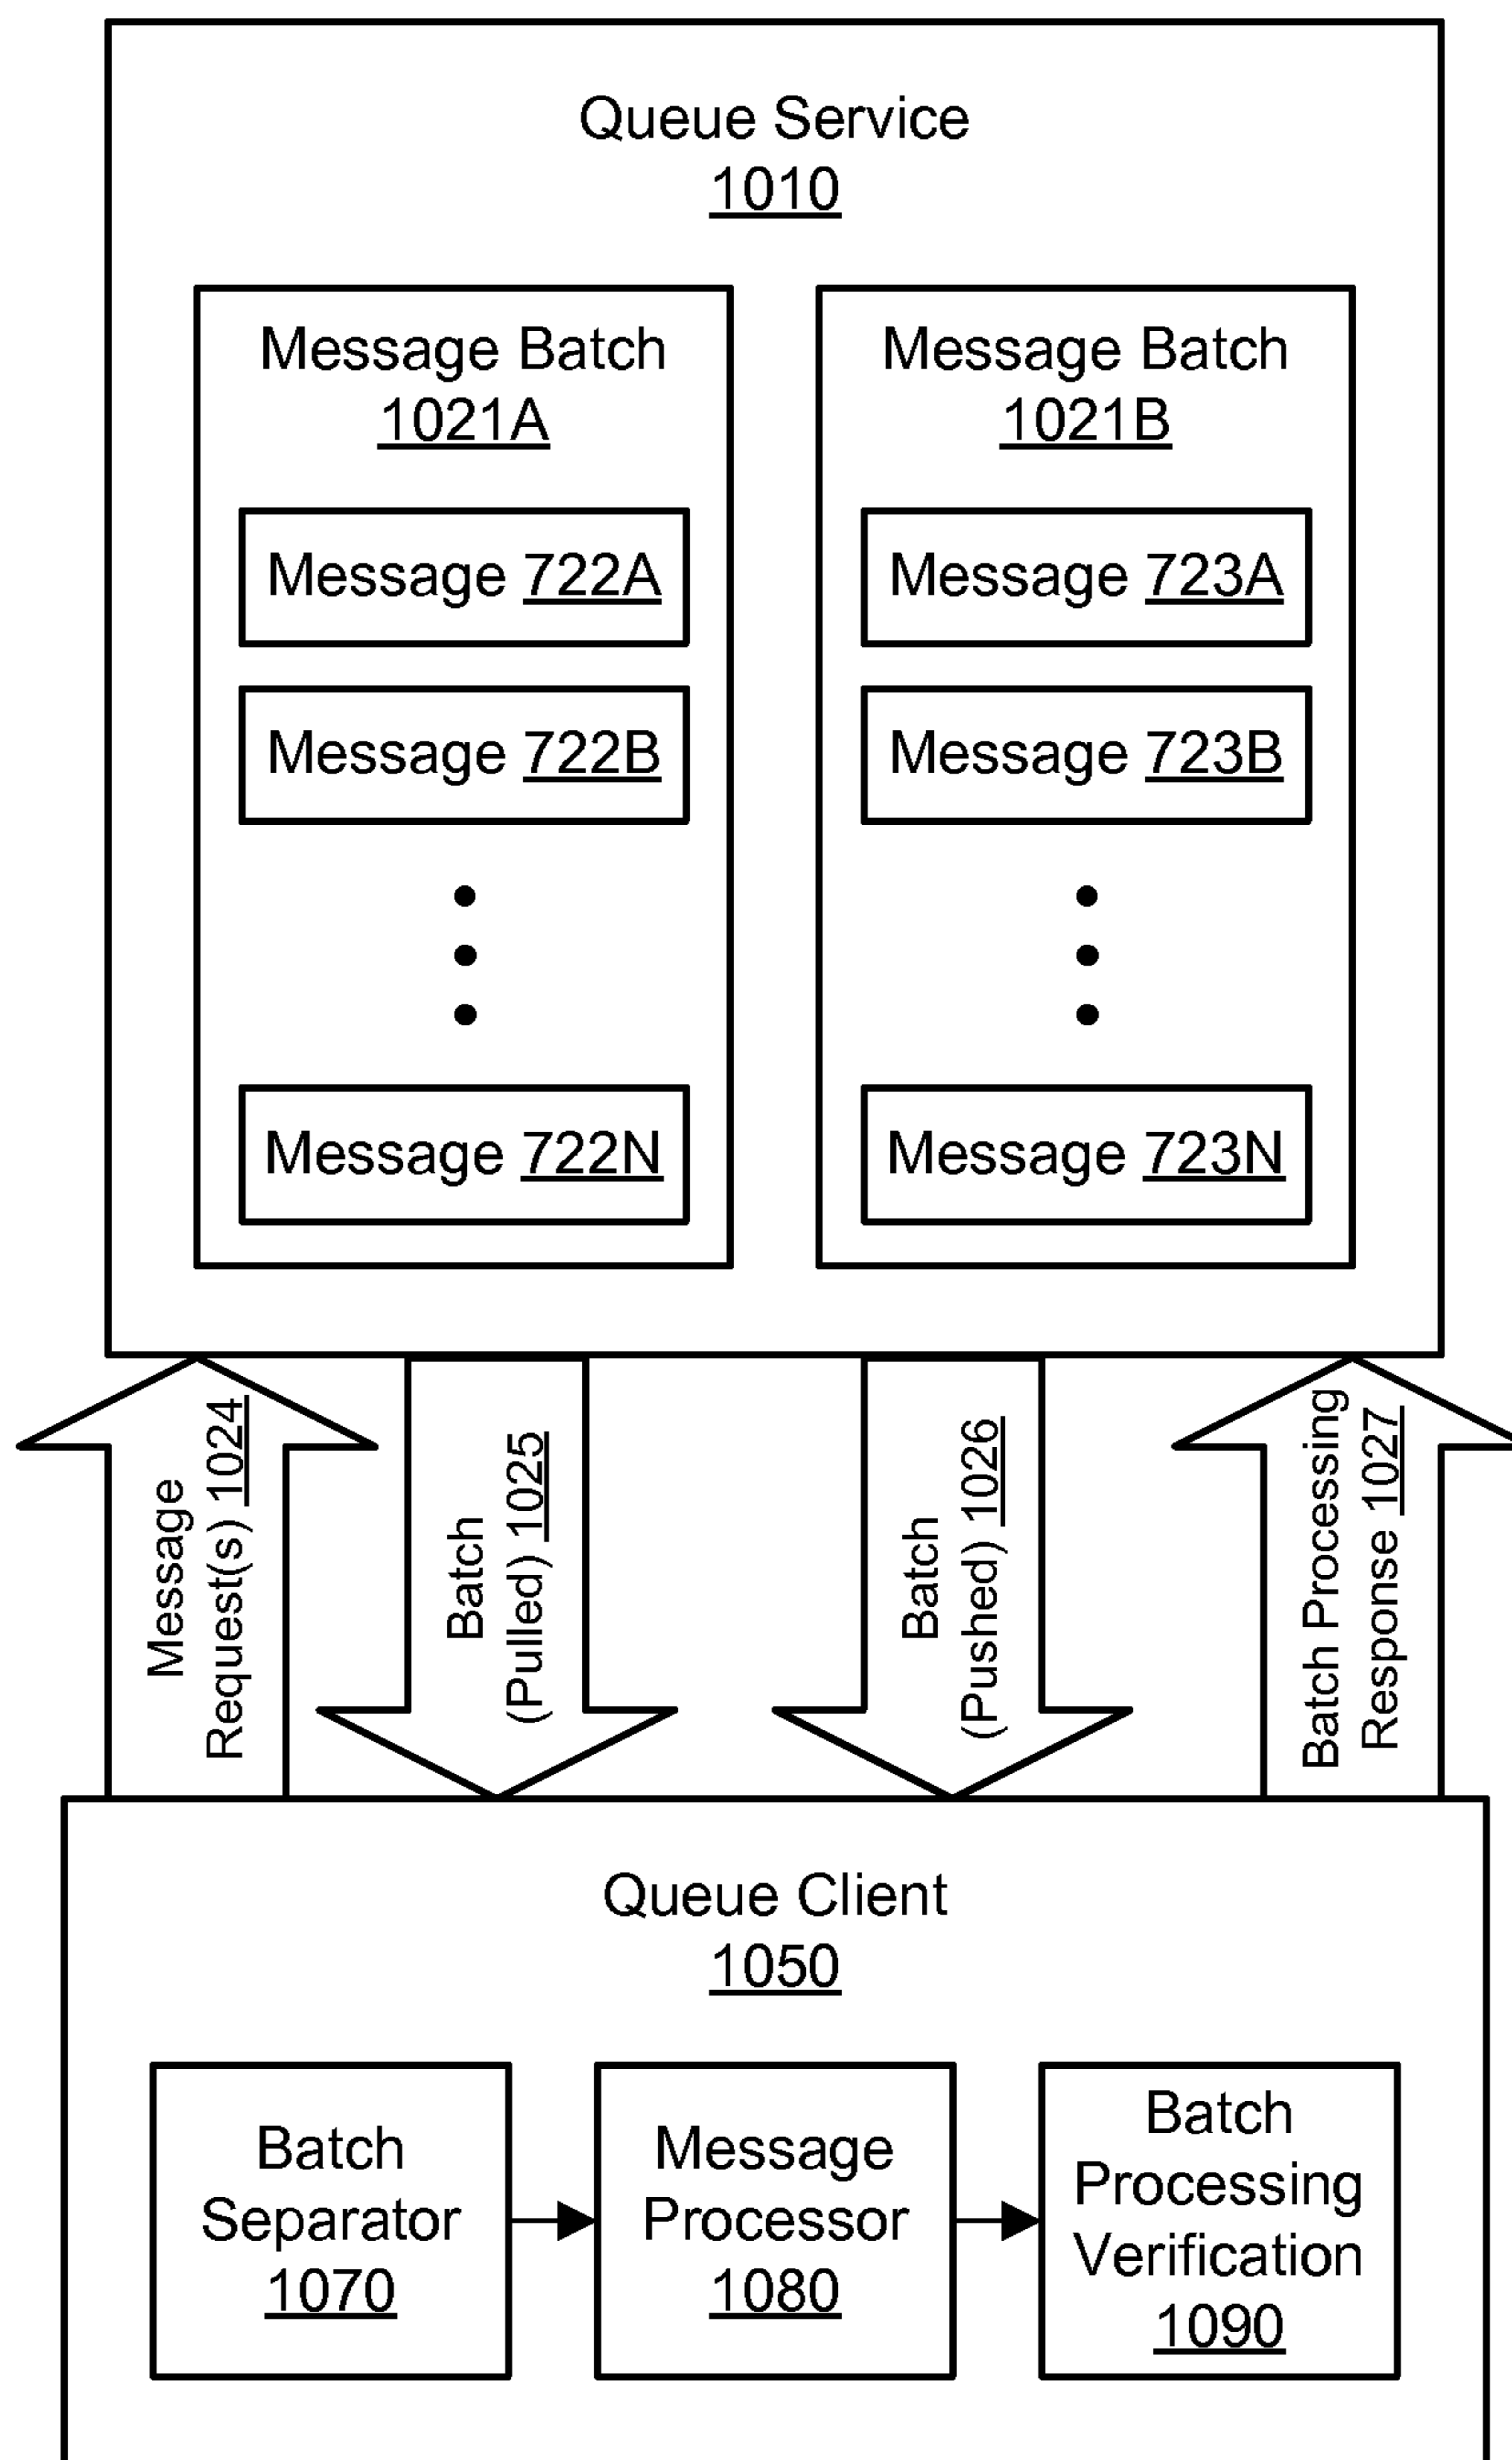 Queue Service
1010
Message Batch
1021A
Message 722A
Message 722B
Message 722N
Message Batch
1021B
Message 723A
Message 723B
Message 723N
Message
Request(s) 1024
Batch
(Pulled) 1025
Batch
(Pushed) 1026
Batch Processing
Response 1027
Queue Client
1050
Batch
Separator
1070
Message
Processor
1080
Batch
Processing
Verification
1090